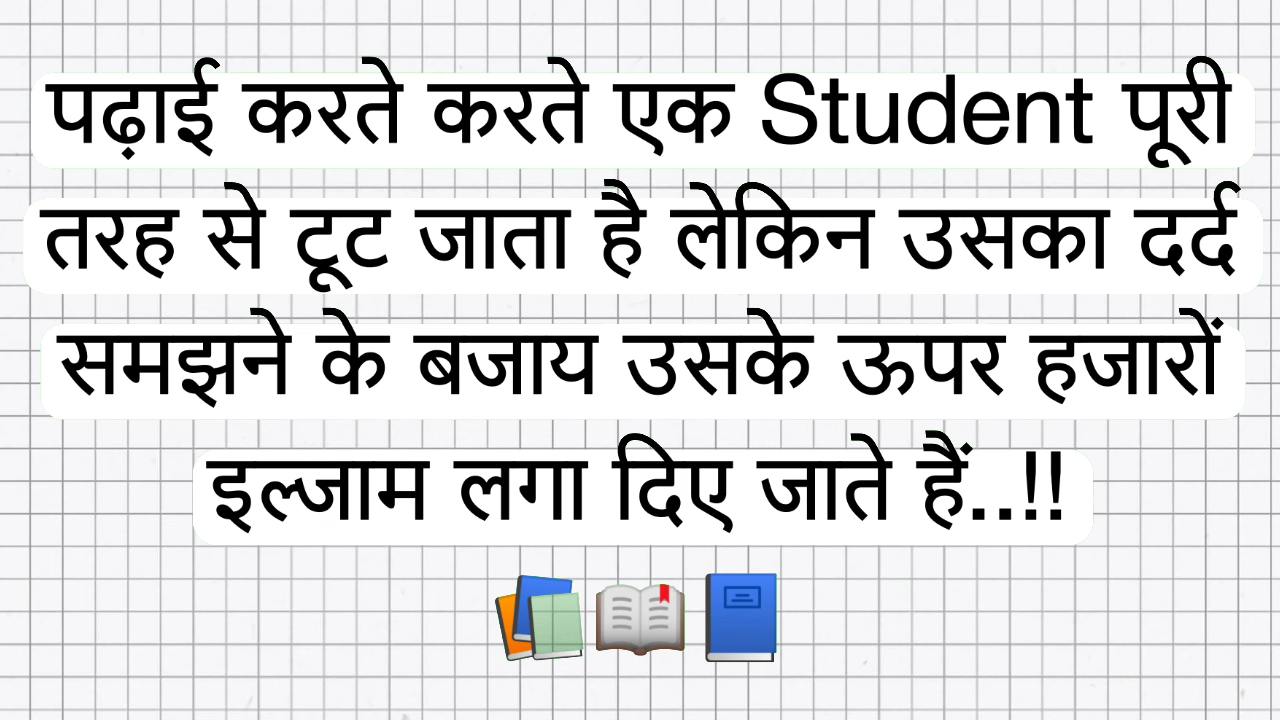 पढ़ाई करते करते एक Student पूरी
तरह से टूट जाता है लेकिन उसका दर्द
समझने के बजाय उसके ऊपर हजारों
इल्जाम लगा दिए जाते हैं..!!